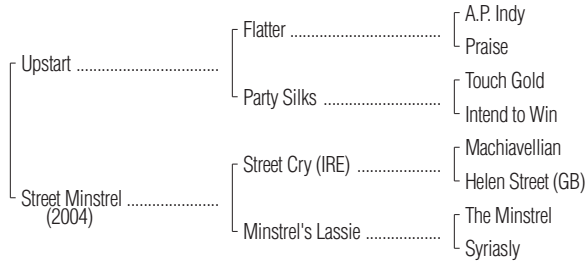 A.P. Indy
Flatter
Praise
Upstart
Touch Gold
Party Silks
Intend to Win
Machiavellian
Street Cry (IRE)
Helen Street (GB)
Street Minstrel
(2004)
The Minstrel
Minstrel's Lassie
Syriasly